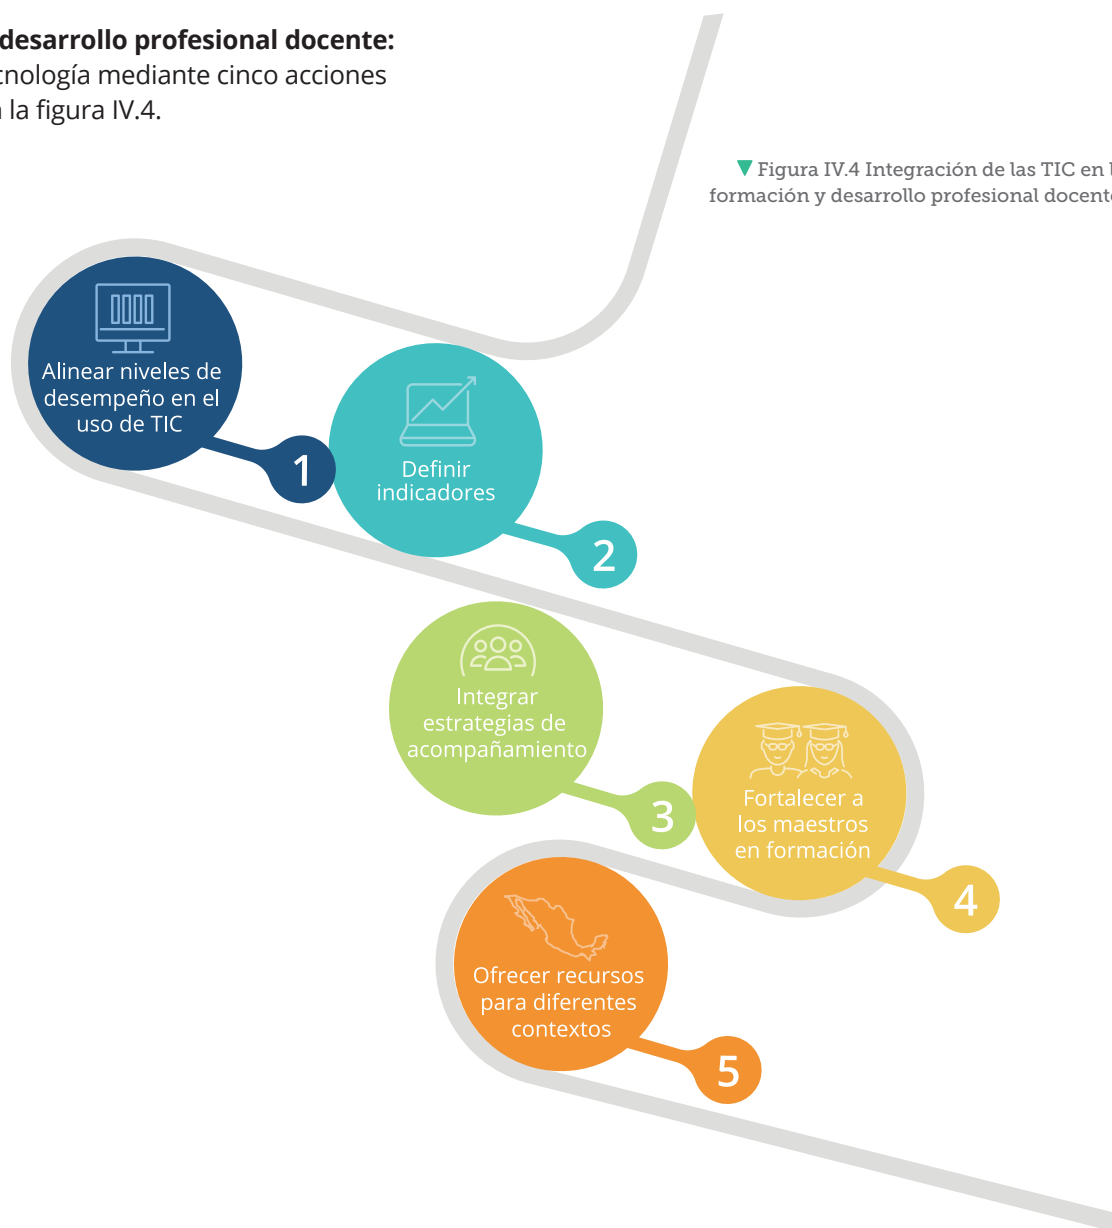 desarrollo profesional docente:
cnología mediante cinco acciones
la figura IV.4.
▼ Figura IV.4 Integración de las TIC en l
formación y desarrollo profesional docente
Alinear niveles de
desempeño en el
uso de TIC
1
Definir
indicadores
2
Integrar
estrategias de
acompañamiento
3
Fortalecer a
los maestros
en formación
4
Ofrecer recursos
para diferentes
contextos
5